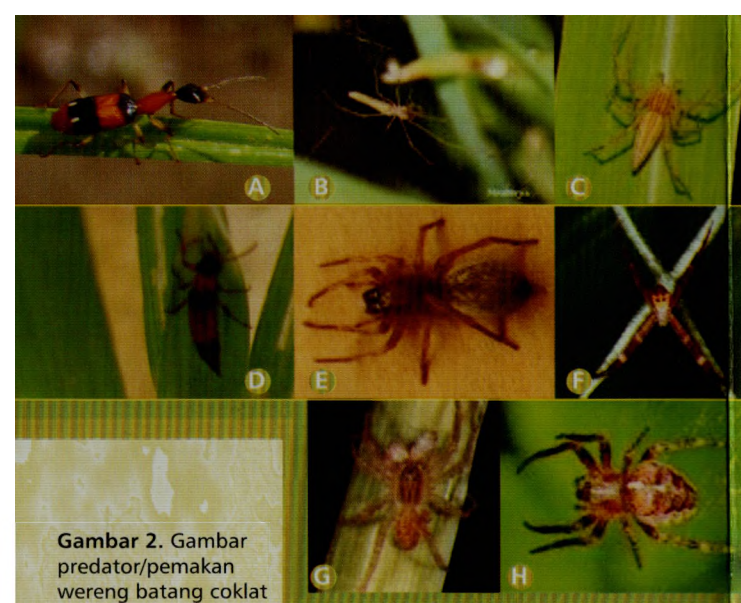 A
B
C
D
E
F
G
H
Gambar 2. Gambar
predator/pemakan
wereng batang coklat